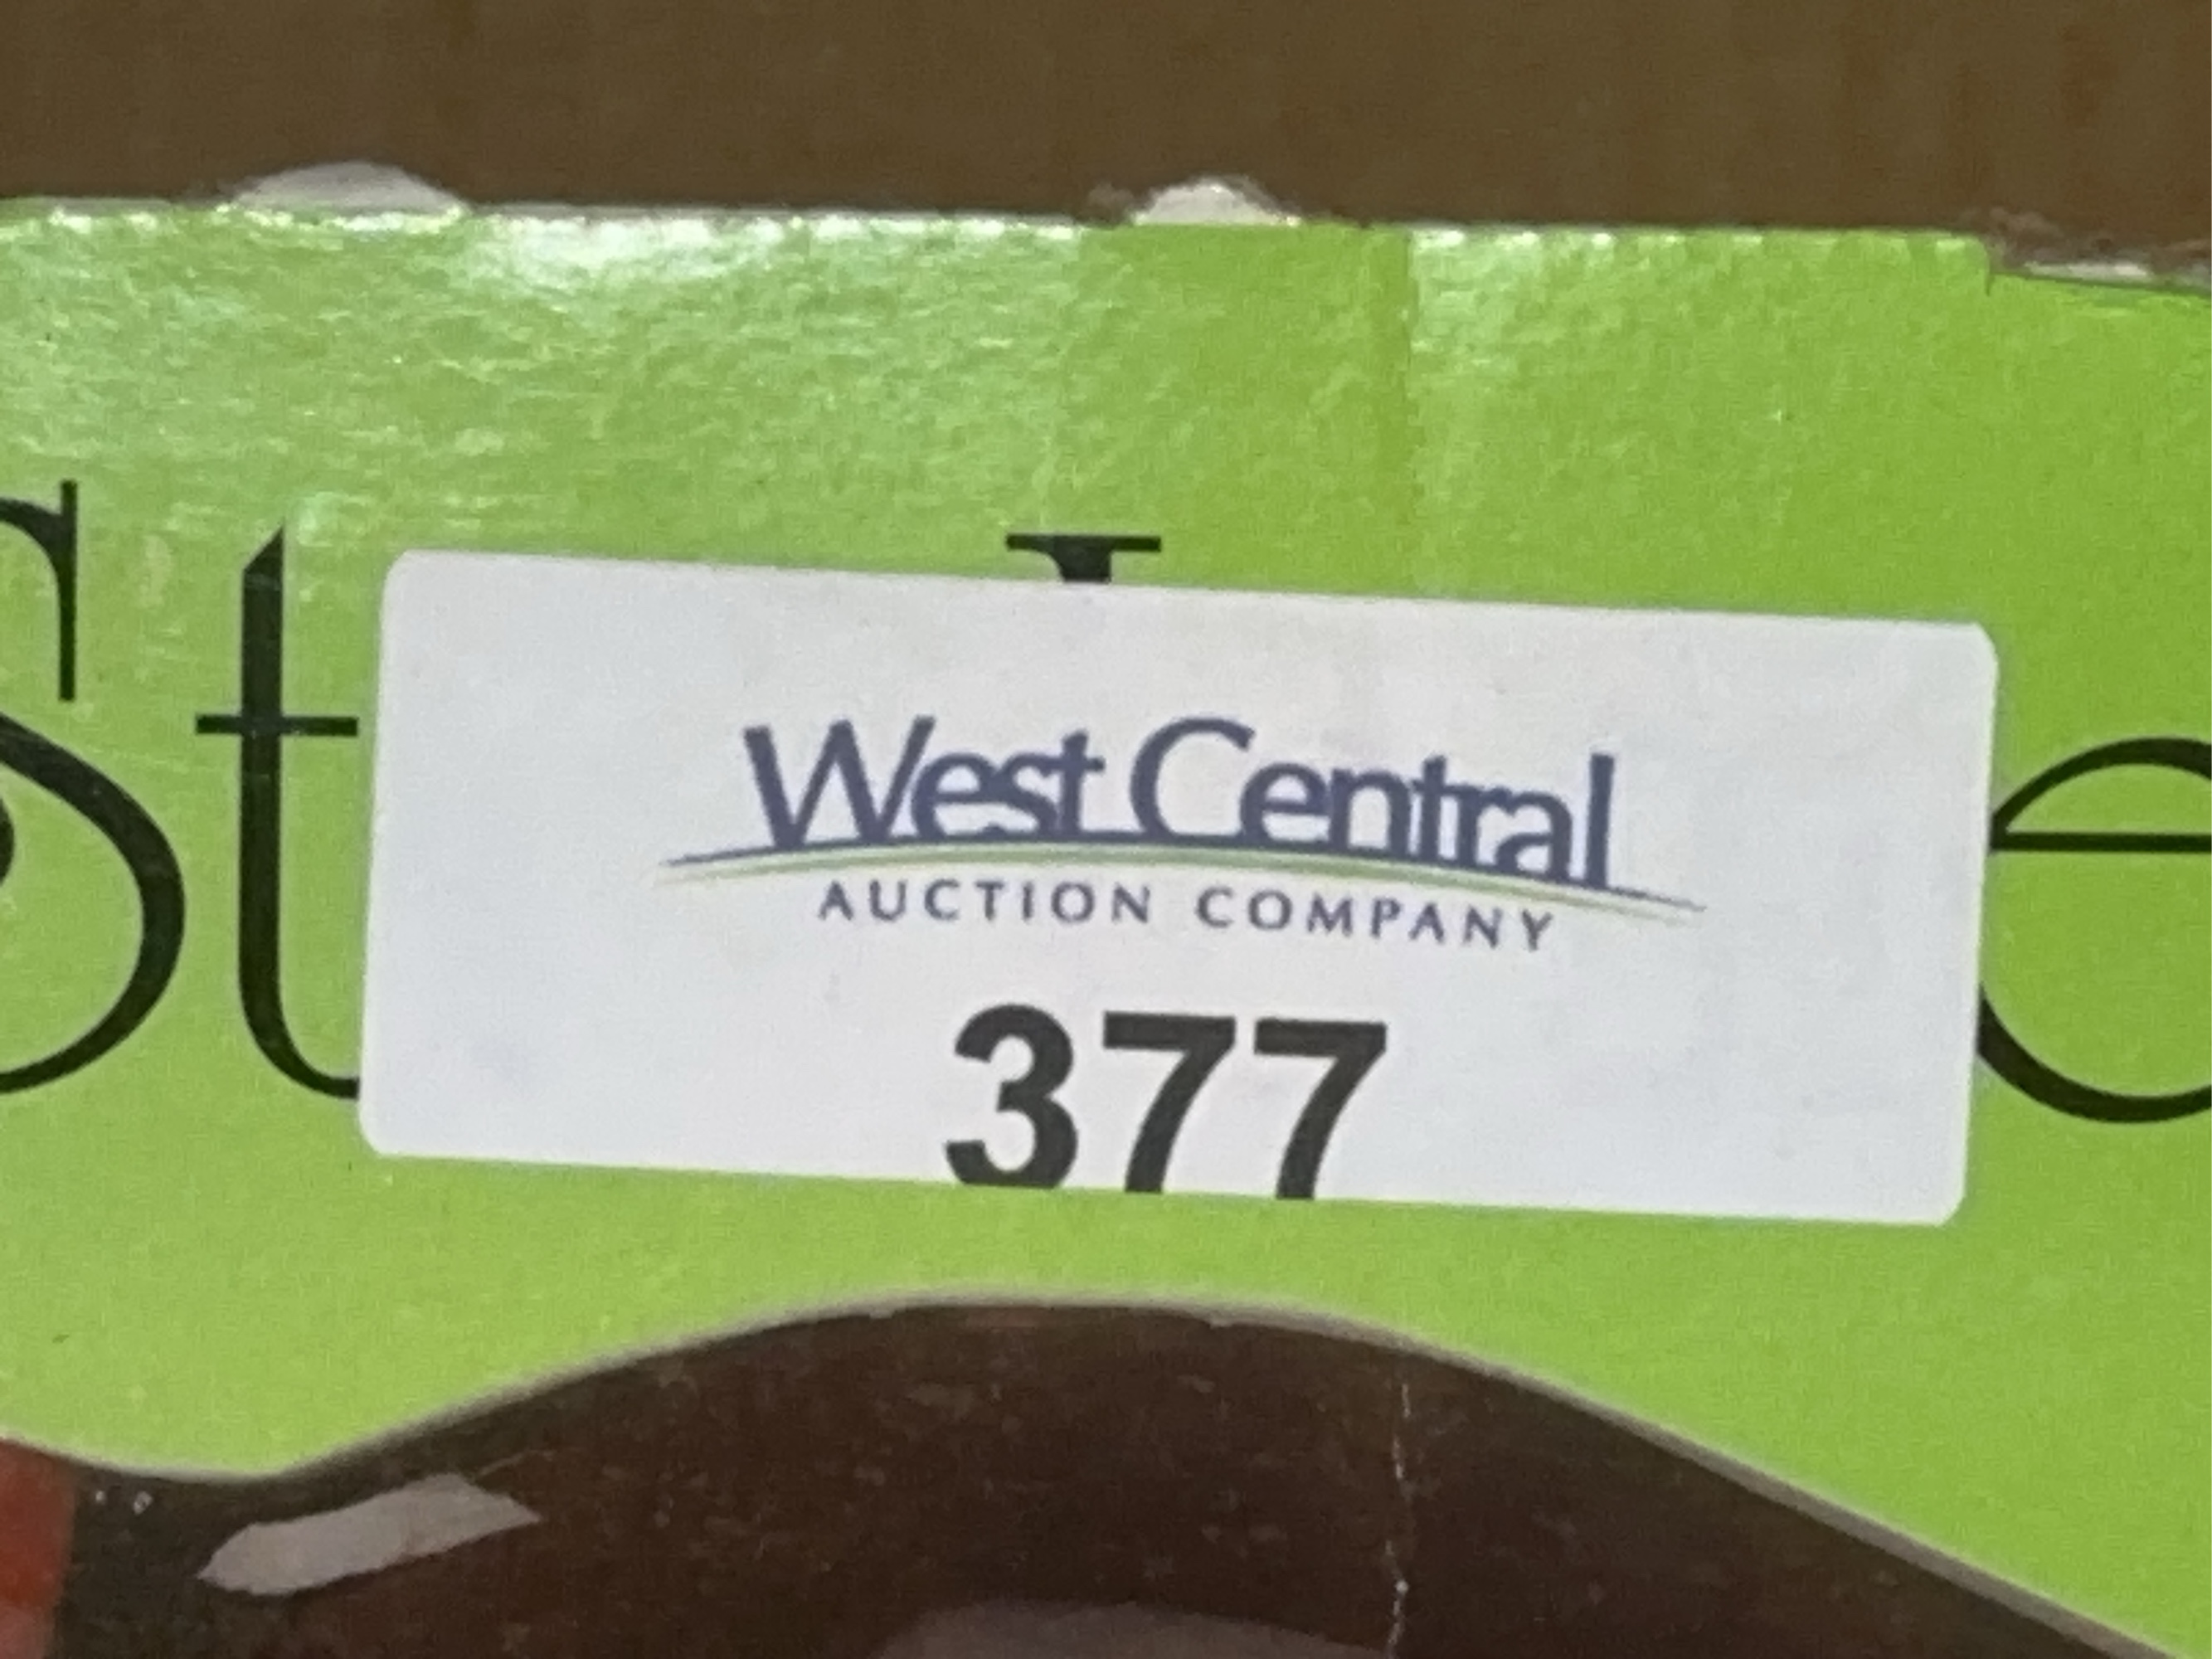 West Central
AUCTION COMPANY
377